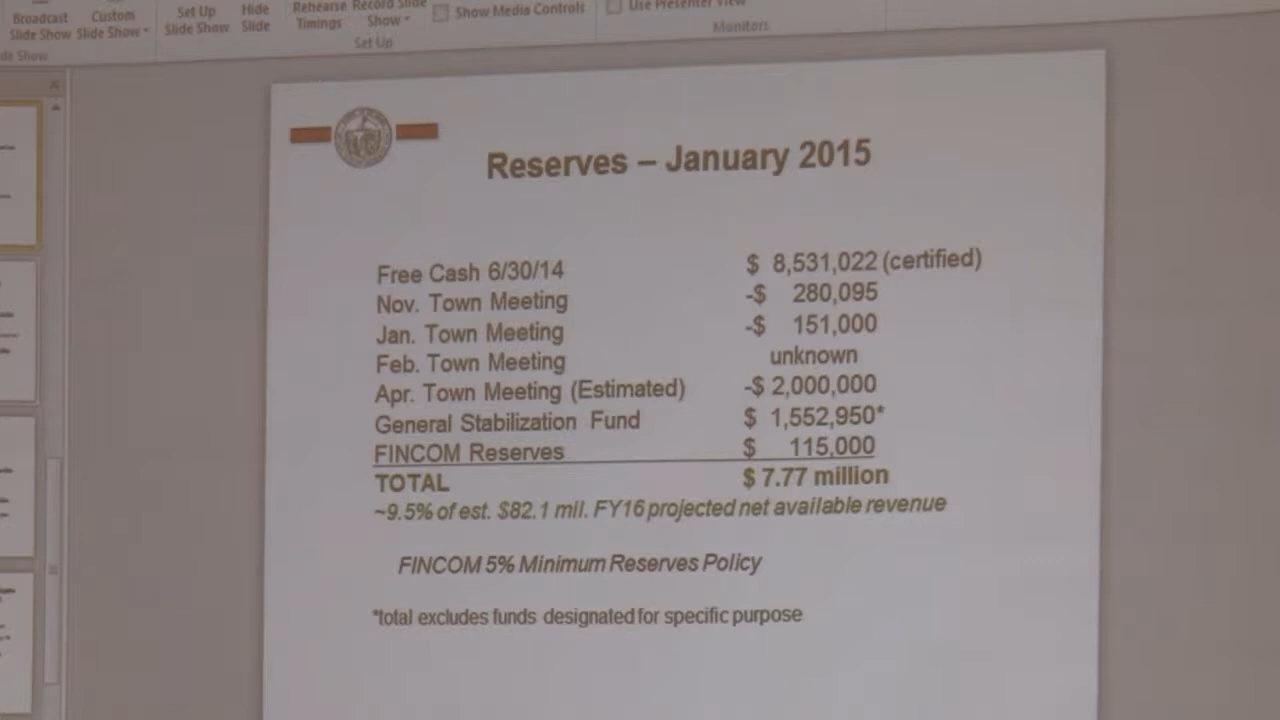 Broadcast
Slide Show
Custom
Slide Show
Set Up
Slide Show
Hide
Slide
Rehearse
Timings
Record Slide
Show
Show Media Controls
Use Presenter View
Set Up
Monitors
de Show
Reserves – January 2015
Free Cash 6/30/14 $ 8,531,022 (certified)
Nov. Town Meeting -$ 280,095
Jan. Town Meeting -$ 151,000
Feb. Town Meeting unknown
Apr. Town Meeting (Estimated) -$ 2,000,000
General Stabilization Fund $ 1,552,950*
FINCOM Reserves $ 115,000
TOTAL $ 7.77 million
~9.5% of est. $82.1 mil. FY16 projected net available revenue
FINCOM 5% Minimum Reserves Policy
*total excludes funds designated for specific purpose